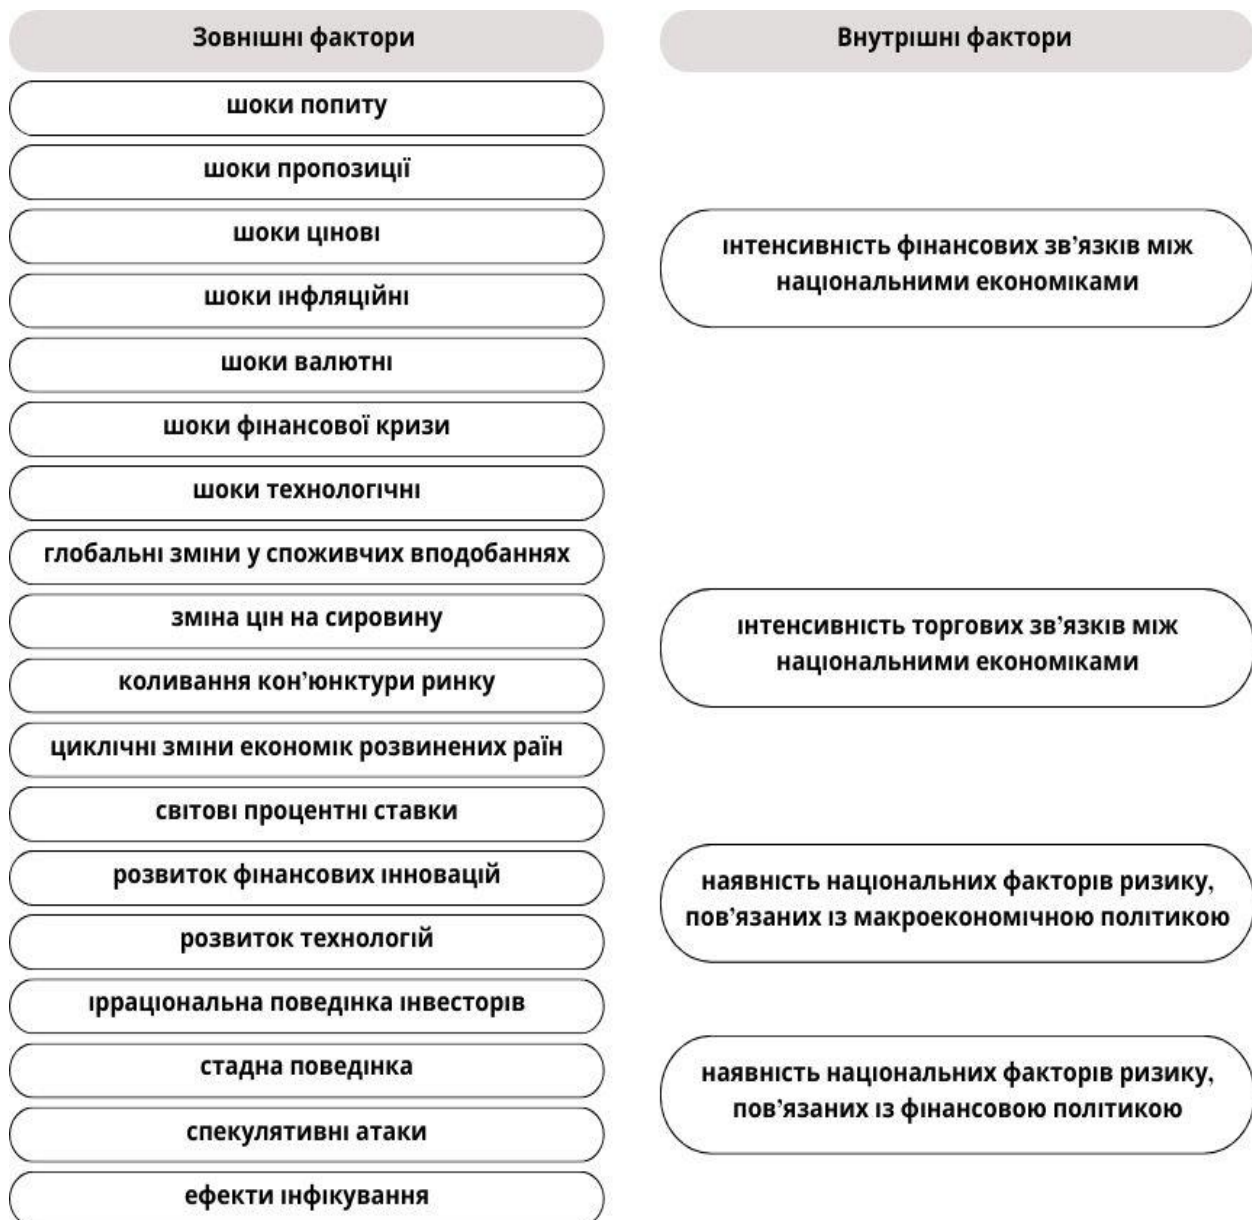 Зовнішні фактори
шоки попиту
шоки пропозиції
шоки цінові
шоки інфляційні
шоки валютні
шоки фінансової кризи
шоки технологічні
глобальні зміни у споживчих вподобаннях
зміна цін на сировину
коливання кон’юнктури ринку
циклічні зміни економік розвинених раїн
світові процентні ставки
розвиток фінансових інновацій
розвиток технологій
ірраціональна поведінка інвесторів
стадна поведінка
спекулятивні атаки
ефекти інфікування
Внутрішні фактори
інтенсивність фінансових зв’язків між
національними економіками
інтенсивність торгових зв’язків між
національними економіками
наявність національних факторів ризику,
пов’язаних із макроекономічною політикою
наявність національних факторів ризику,
пов’язаних із фінансовою політикою